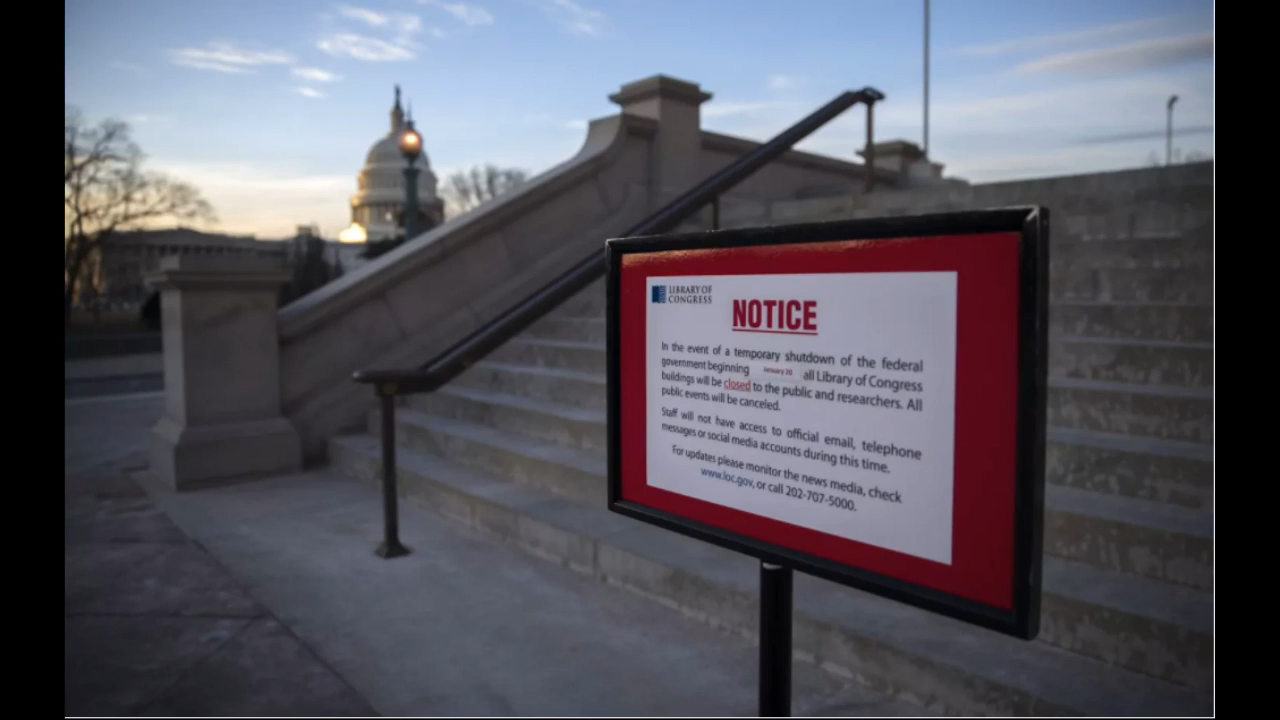 LIBRARY OF
CONGRESS
NOTICE
In the event of a temporary shutdown of the federal
government beginning January 20 all Library of Congress
buildings will be closed to the public and researchers. All
public events will be canceled.
Staff will not have access to official email, telephone
messages or social media accounts during this time.
For updates please monitor the news media, check
www.loc.gov, or call 202-707-5000.